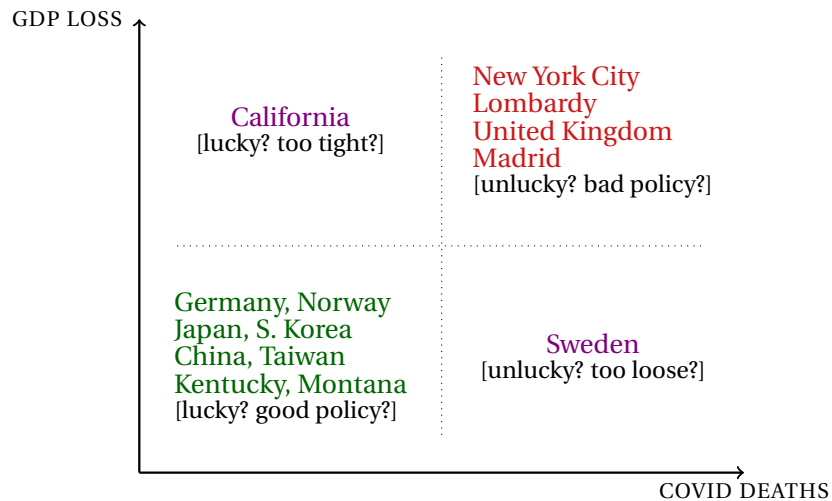 GDP LOSS
California
[lucky? too tight?]
New York City
Lombardy
United Kingdom
Madrid
[unlucky? bad policy?]
Germany, Norway
Japan, S. Korea
China, Taiwan
Kentucky, Montana
[lucky? good policy?]
Sweden
[unlucky? too loose?]
COVID DEATHS